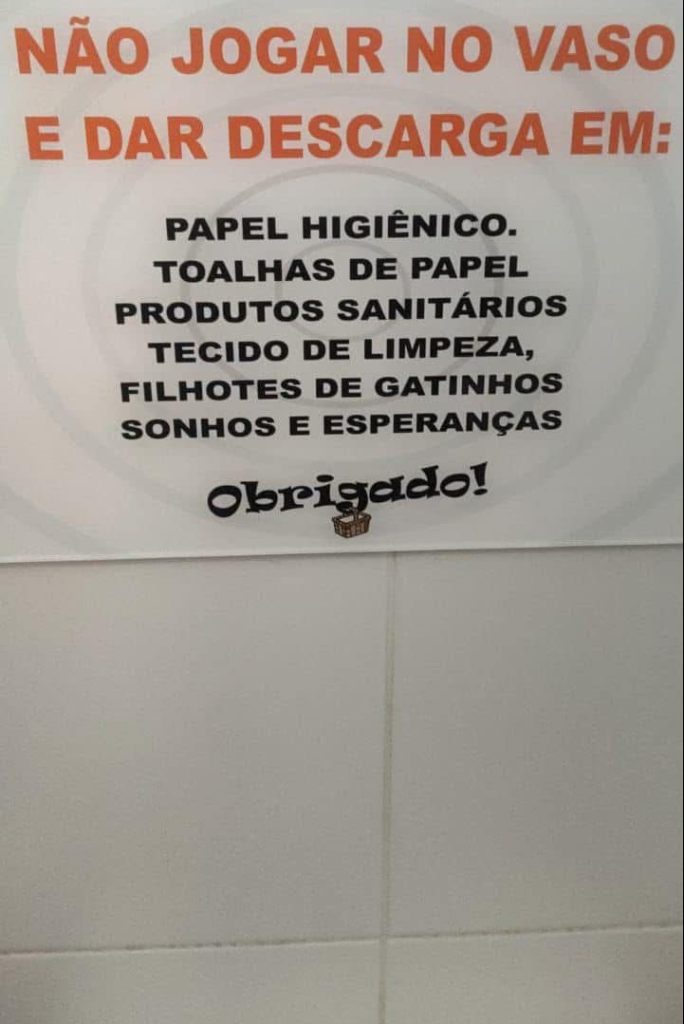 NÃO JOGAR NO VASO
E DAR DESCARGA EM:
PAPEL HIGIÊNICO.
TOALHAS DE PAPEL
PRODUTOS SANITÁRIOS
TECIDO DE LIMPEZA,
FILHOTES DE GATINHOS
SONHOS E ESPERANÇAS
Obrigado!